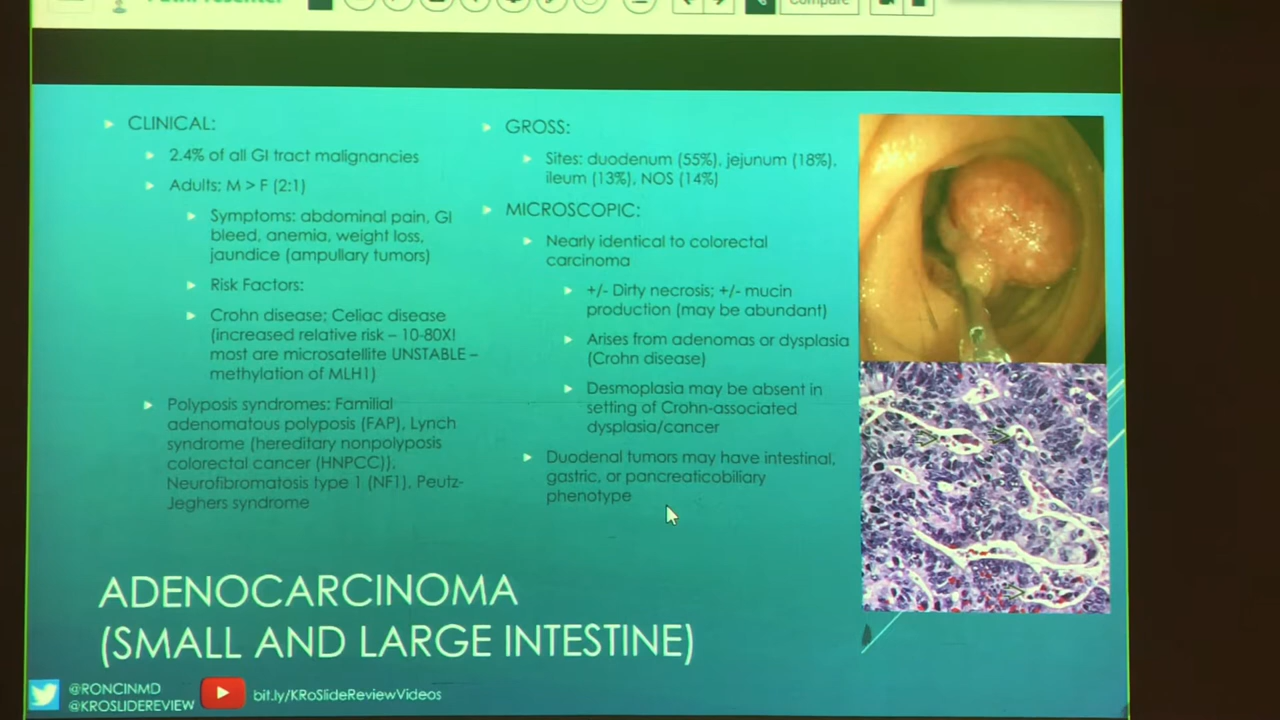 PathPresenter
Compare
CLINICAL:
2.4% of all GI tract malignancies
Adults: M > F (2:1)
Symptoms: abdominal pain, GI
bleed, anemia, weight loss,
jaundice (ampullary tumors)
Risk Factors:
Crohn disease; Celiac disease
(increased relative risk – 10-80X!
most are microsatellite UNSTABLE –
methylation of MLH1)
Polyposis syndromes: Familial
adenomatous polyposis (FAP), Lynch
syndrome (hereditary nonpolyposis
colorectal cancer (HNPCC)),
Neurofibromatosis type 1 (NF1), Peutz-
Jeghers syndrome
GROSS:
Sites: duodenum (55%), jejunum (18%),
ileum (13%), NOS (14%)
MICROSCOPIC:
Nearly identical to colorectal
carcinoma
+/- Dirty necrosis; +/- mucin
production (may be abundant)
Arises from adenomas or dysplasia
(Crohn disease)
Desmoplasia may be absent in
setting of Crohn-associated
dysplasia/cancer
Duodenal tumors may have intestinal,
gastric, or pancreaticobiliary
phenotype
ADENOCARCINOMA
(SMALL AND LARGE INTESTINE)
@RONCINMD
@KROSLIDEREVIEW
bit.ly/KRoSlideReviewVideos